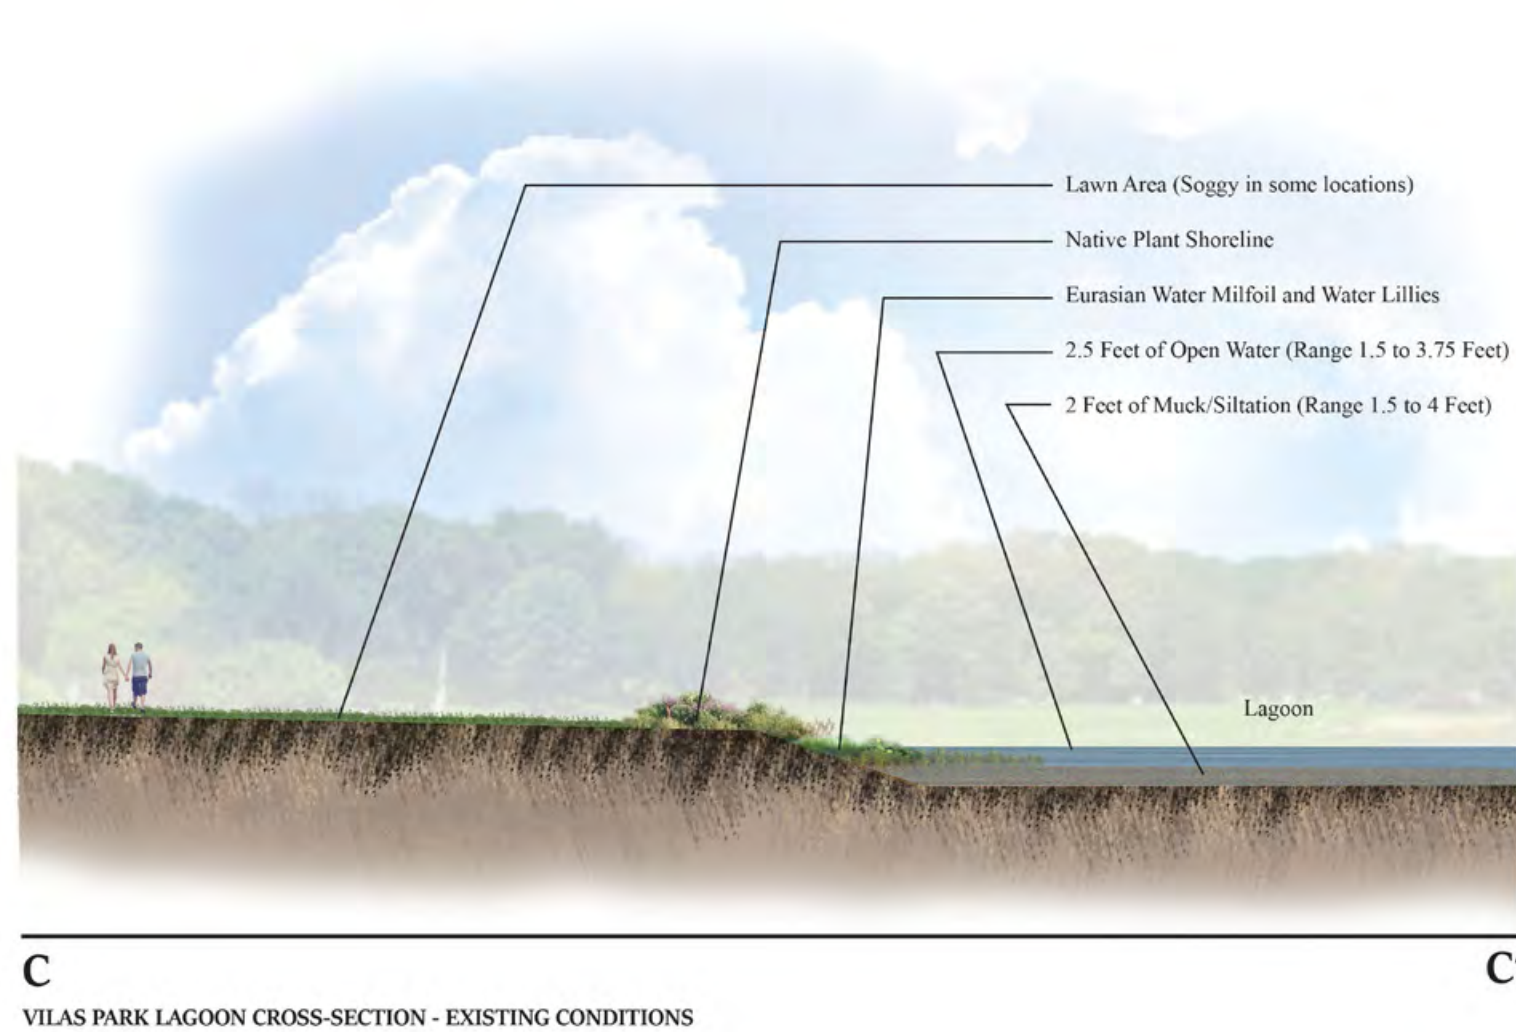 Lawn Area (Soggy in some locations)
Native Plant Shoreline
Eurasian Water Milfoil and Water Lillies
2.5 Feet of Open Water (Range 1.5 to 3.75 Feet)
2 Feet of Muck/Siltation (Range 1.5 to 4 Feet)
Lagoon
C
C'
VILAS PARK LAGOON CROSS-SECTION - EXISTING CONDITIONS